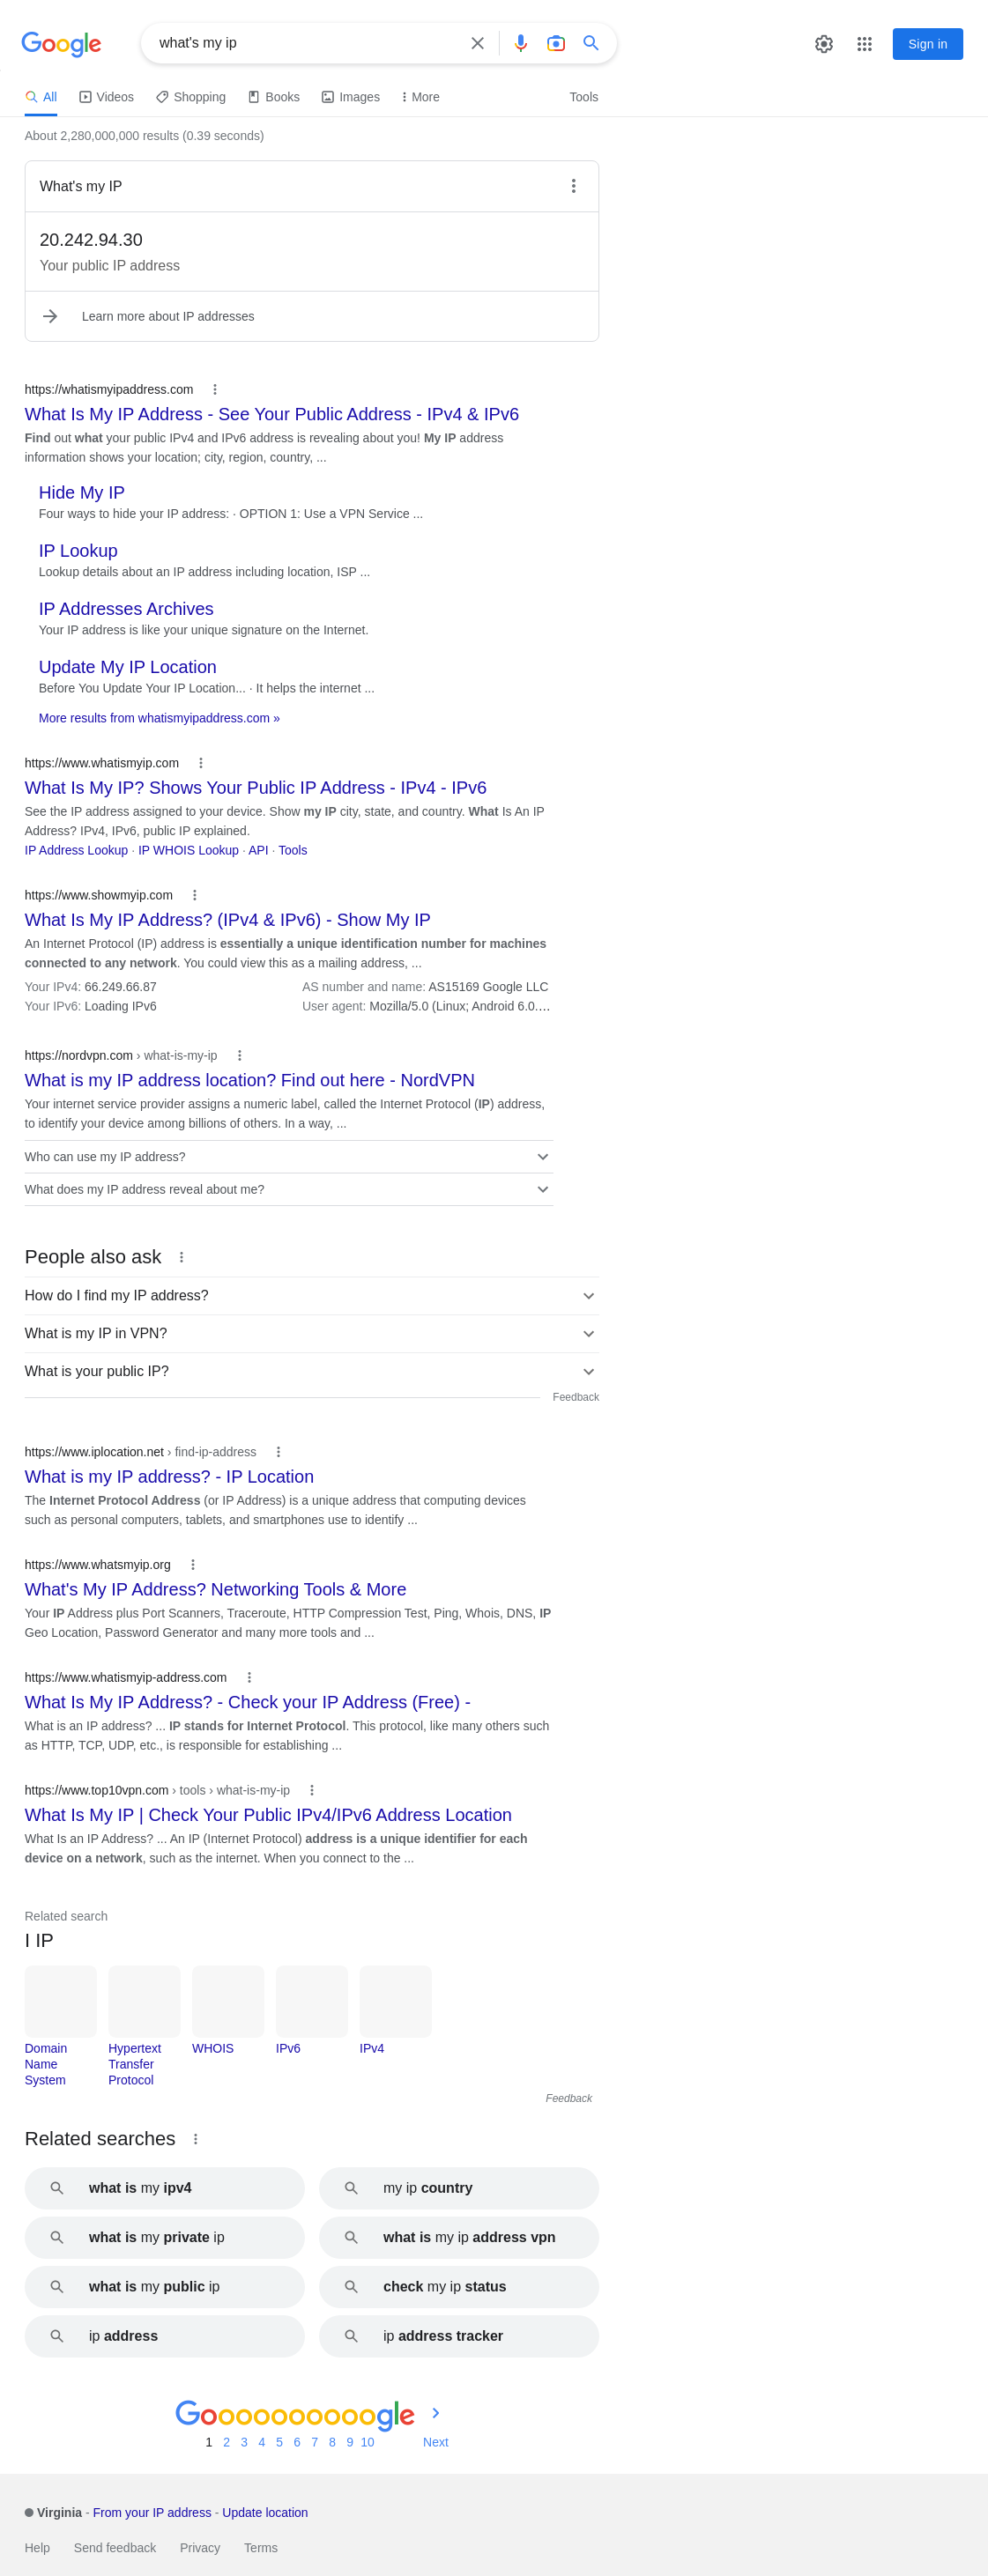 Google
what's my ip
Sign in
All Videos Shopping Books Images More Tools
About 2,280,000,000 results (0.39 seconds)
What's my IP
20.242.94.30
Your public IP address
Learn more about IP addresses
https://whatismyipaddress.com
What Is My IP Address - See Your Public Address - IPv4 & IPv6
Find out what your public IPv4 and IPv6 address is revealing about you! My IP address
information shows your location; city, region, country, ...
Hide My IP
Four ways to hide your IP address: · OPTION 1: Use a VPN Service ...
IP Lookup
Lookup details about an IP address including location, ISP ...
IP Addresses Archives
Your IP address is like your unique signature on the Internet.
Update My IP Location
Before You Update Your IP Location... · It helps the internet ...
More results from whatismyipaddress.com »
https://www.whatismyip.com
What Is My IP? Shows Your Public IP Address - IPv4 - IPv6
See the IP address assigned to your device. Show my IP city, state, and country. What Is An IP
Address? IPv4, IPv6, public IP explained.
IP Address Lookup · IP WHOIS Lookup · API · Tools
https://www.showmyip.com
What Is My IP Address? (IPv4 & IPv6) - Show My IP
An Internet Protocol (IP) address is essentially a unique identification number for machines
connected to any network. You could view this as a mailing address, ...
Your IPv4: 66.249.66.87 AS number and name: AS15169 Google LLC
Your IPv6: Loading IPv6 User agent: Mozilla/5.0 (Linux; Android 6.0....
https://nordvpn.com › what-is-my-ip
What is my IP address location? Find out here - NordVPN
Your internet service provider assigns a numeric label, called the Internet Protocol (IP) address,
to identify your device among billions of others. In a way, ...
Who can use my IP address?
What does my IP address reveal about me?
People also ask
How do I find my IP address?
What is my IP in VPN?
What is your public IP?
Feedback
https://www.iplocation.net › find-ip-address
What is my IP address? - IP Location
The Internet Protocol Address (or IP Address) is a unique address that computing devices
such as personal computers, tablets, and smartphones use to identify ...
https://www.whatsmyip.org
What's My IP Address? Networking Tools & More
Your IP Address plus Port Scanners, Traceroute, HTTP Compression Test, Ping, Whois, DNS, IP
Geo Location, Password Generator and many more tools and ...
https://www.whatismyip-address.com
What Is My IP Address? - Check your IP Address (Free) -
What is an IP address? ... IP stands for Internet Protocol. This protocol, like many others such
as HTTP, TCP, UDP, etc., is responsible for establishing ...
https://www.top10vpn.com › tools › what-is-my-ip
What Is My IP | Check Your Public IPv4/IPv6 Address Location
What Is an IP Address? ... An IP (Internet Protocol) address is a unique identifier for each
device on a network, such as the internet. When you connect to the ...
Related search
I IP
Domain Hypertext WHOIS IPv6 IPv4
Name Transfer
System Protocol
Feedback
Related searches
what is my ipv4 my ip country
what is my private ip what is my ip address vpn
what is my public ip check my ip status
ip address ip address tracker
Goooooooooogle
1 2 3 4 5 6 7 8 9 10 Next
Virginia - From your IP address - Update location
Help Send feedback Privacy Terms